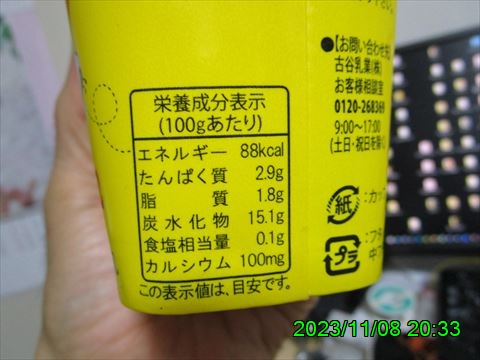 栄養成分表示
(100gあたり)
エネルギー 88kcal
たんぱく質 2.9g
脂質 1.8g
炭水化物 15.1g
食塩相当量 0.1g
カルシウム 100mg
この表示値は、目安です。
●【お問い合わせ先】
古谷乳業(株)
お客様相談室
0120-268369
9:00~17:00
(土・日・祝日を除く)
紙 :カップ
プラ
2023/11/08 20:33